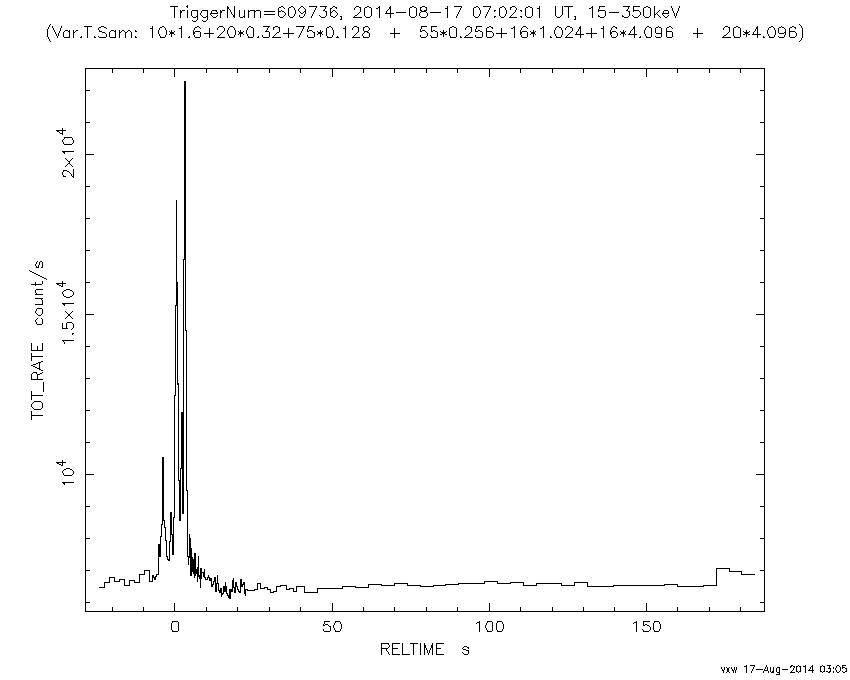 TriggerNum=609736, 2014-08-17 07:02:01 UT, 15-350keV
(Var.T.Sam: 10*1.6+20*0.32+75*0.128 + 55*0.256+16*1.024+16*4.096 + 20*4.096)
TOT_RATE count/s
2×10⁴
1.5×10⁴
10⁴
0 50 100 150
RELTIME s
vxw 17-Aug-2014 03:05